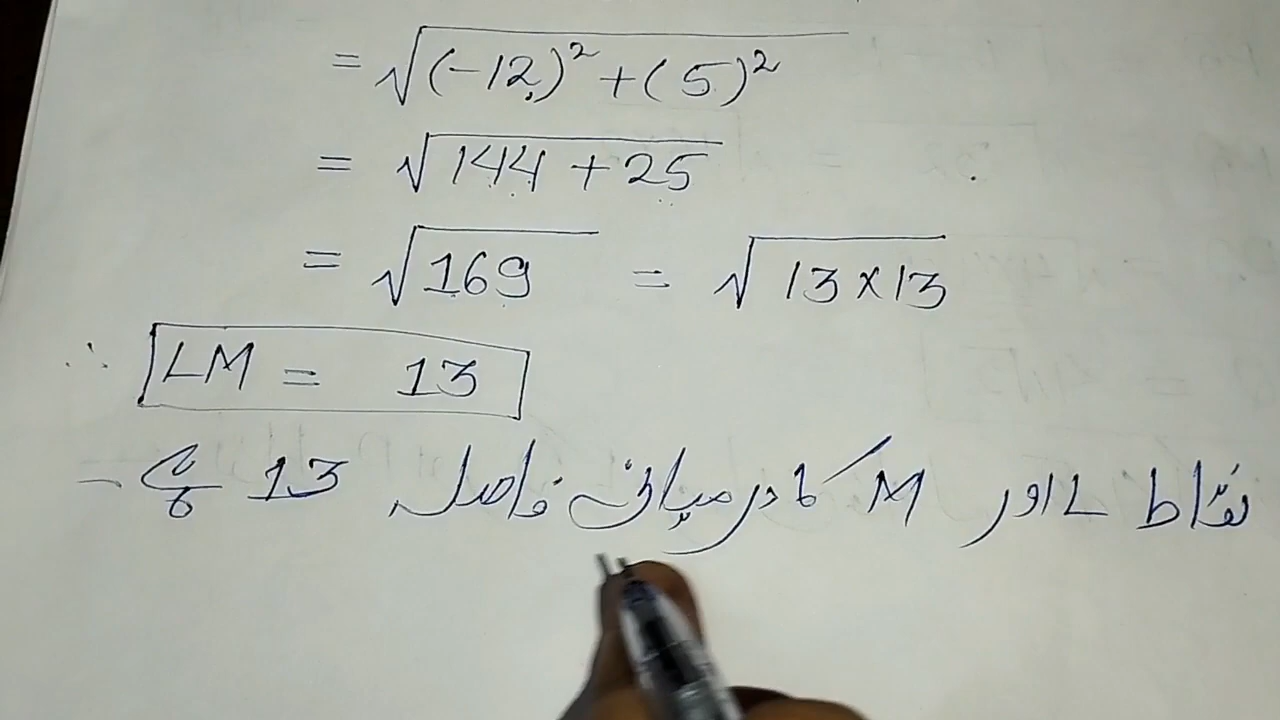 = √(-12)² + (5)²
= √144 + 25
= √169 = √13 × 13
∴ LM = 13
نقاط L اور M کا درمیانی فاصلہ 13 ہے -